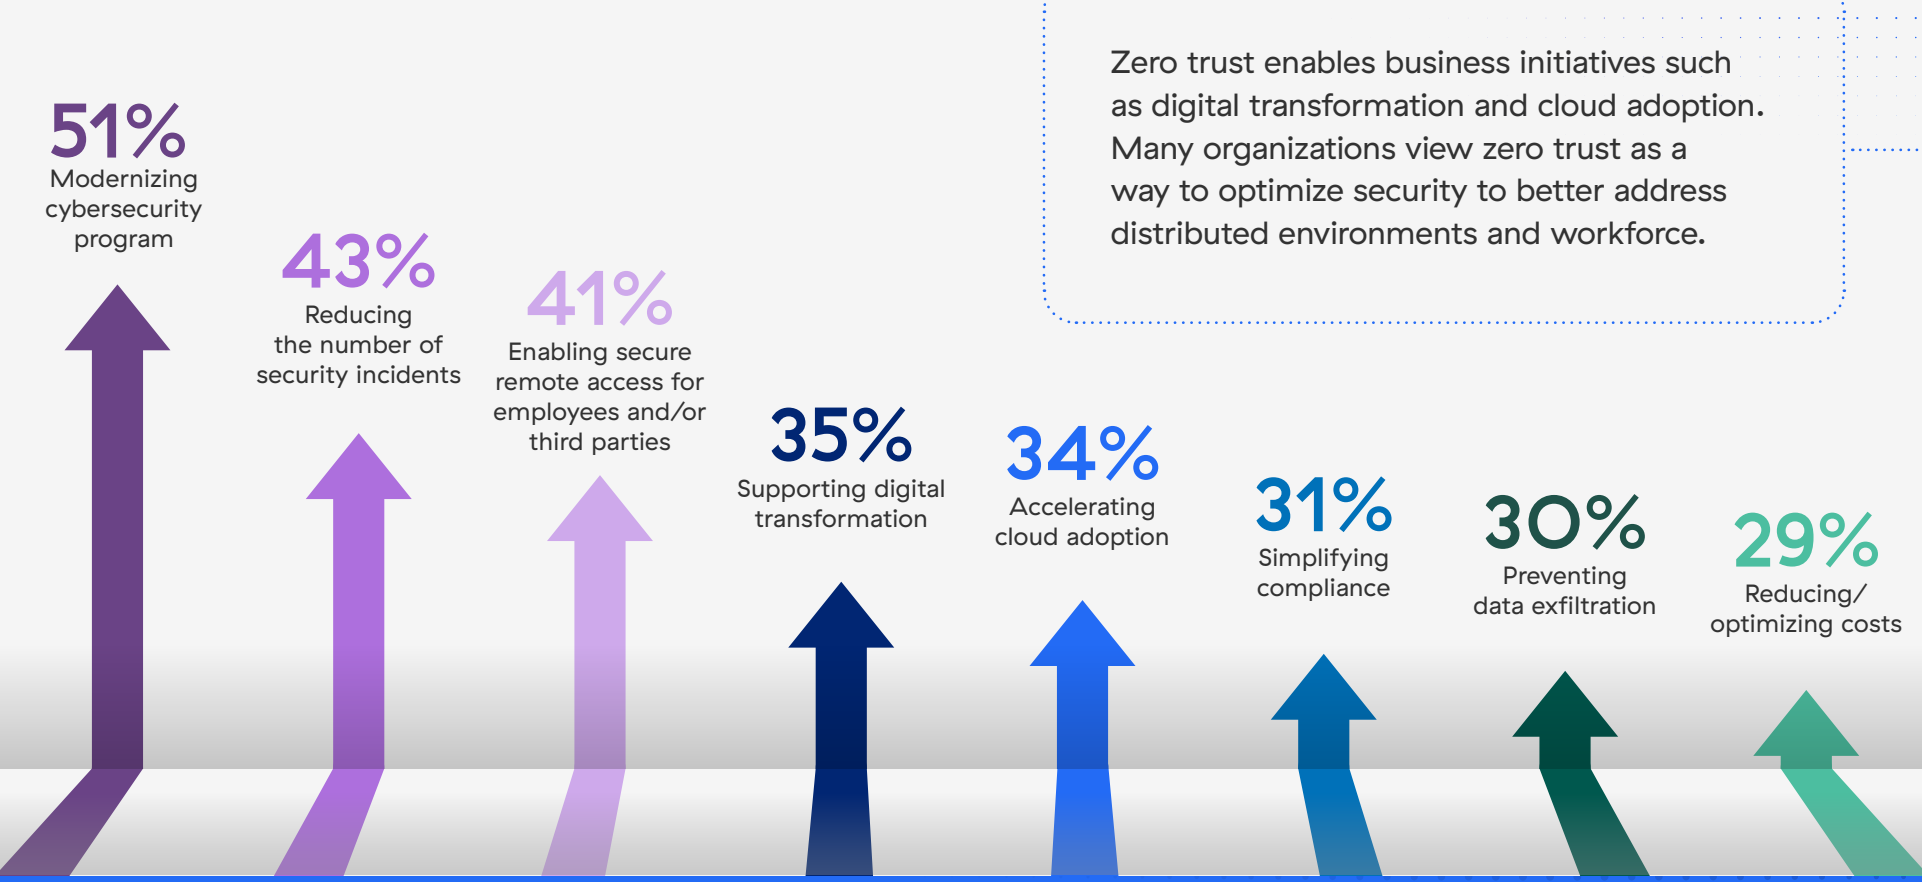 Zero trust enables business initiatives such
as digital transformation and cloud adoption.
Many organizations view zero trust as a
way to optimize security to better address
distributed environments and workforce.
51%
Modernizing
cybersecurity
program
43%
Reducing
the number of
security incidents
41%
Enabling secure
remote access for
employees and/or
third parties
35%
Supporting digital
transformation
34%
Accelerating
cloud adoption
31%
Simplifying
compliance
30%
Preventing
data exfiltration
29%
Reducing/
optimizing costs